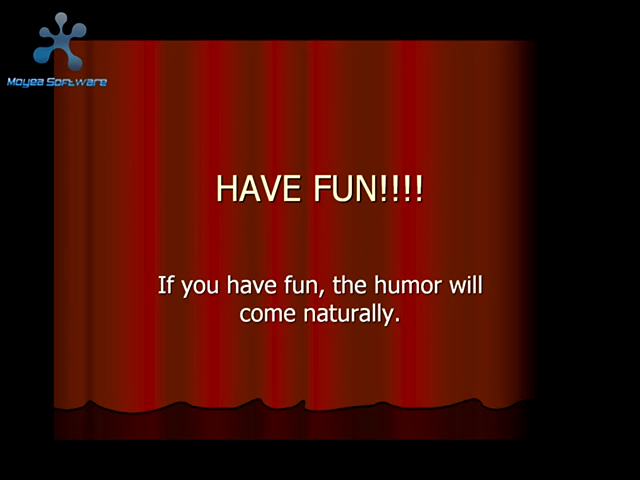 Moyea Software
HAVE FUN!!!!
If you have fun, the humor will
come naturally.